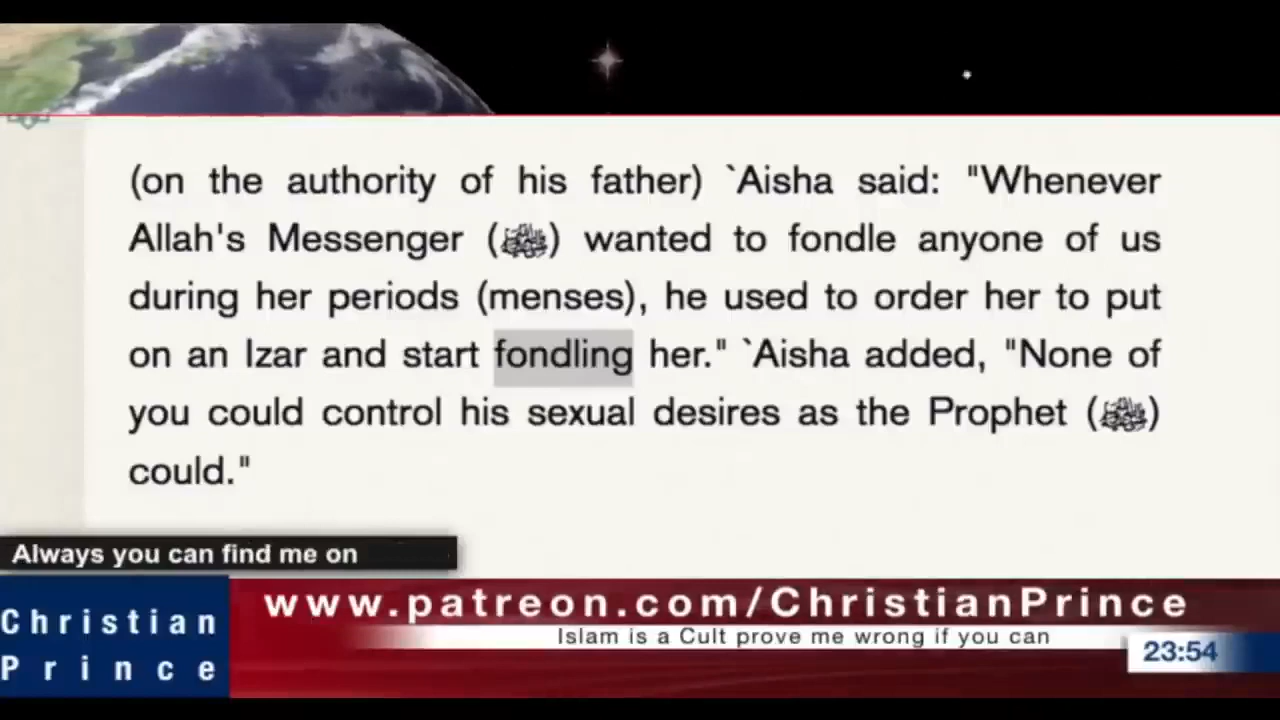 (on the authority of his father) `Aisha said: "Whenever
Allah's Messenger (ﷺ) wanted to fondle anyone of us
during her periods (menses), he used to order her to put
on an Izar and start fondling her." `Aisha added, "None of
you could control his sexual desires as the Prophet (ﷺ)
could."
Always you can find me on
Christian
Prince
www.patreon.com/ChristianPrince
Islam is a Cult prove me wrong if you can
23:54